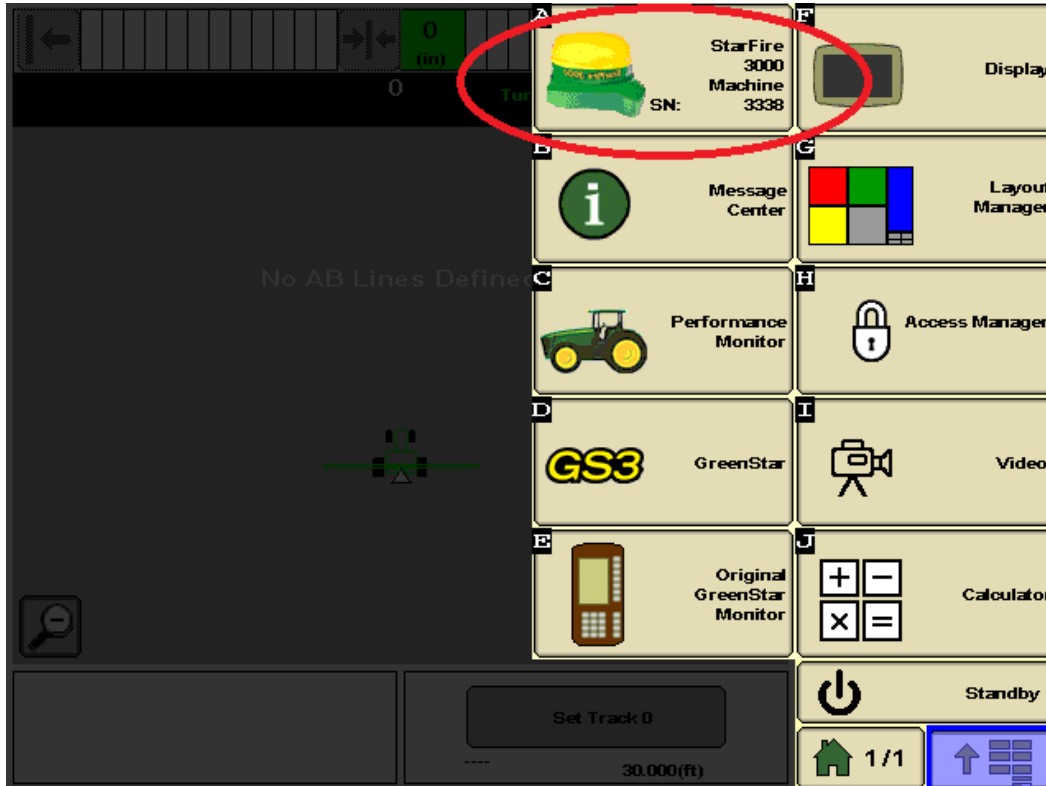 0
(in)
0
Tur
A
StarFire
3000
Machine
SN: 3338
F
Display
B
Message
Center
G
Layout
Manager
No AB Lines Defined
C
Performance
Monitor
H
Access Manager
D
GS3
GreenStar
I
Video
E
Original
GreenStar
Monitor
J
+ −
× =
Calculator
Set Track 0
----
30.000(ft)
Standby
1/1